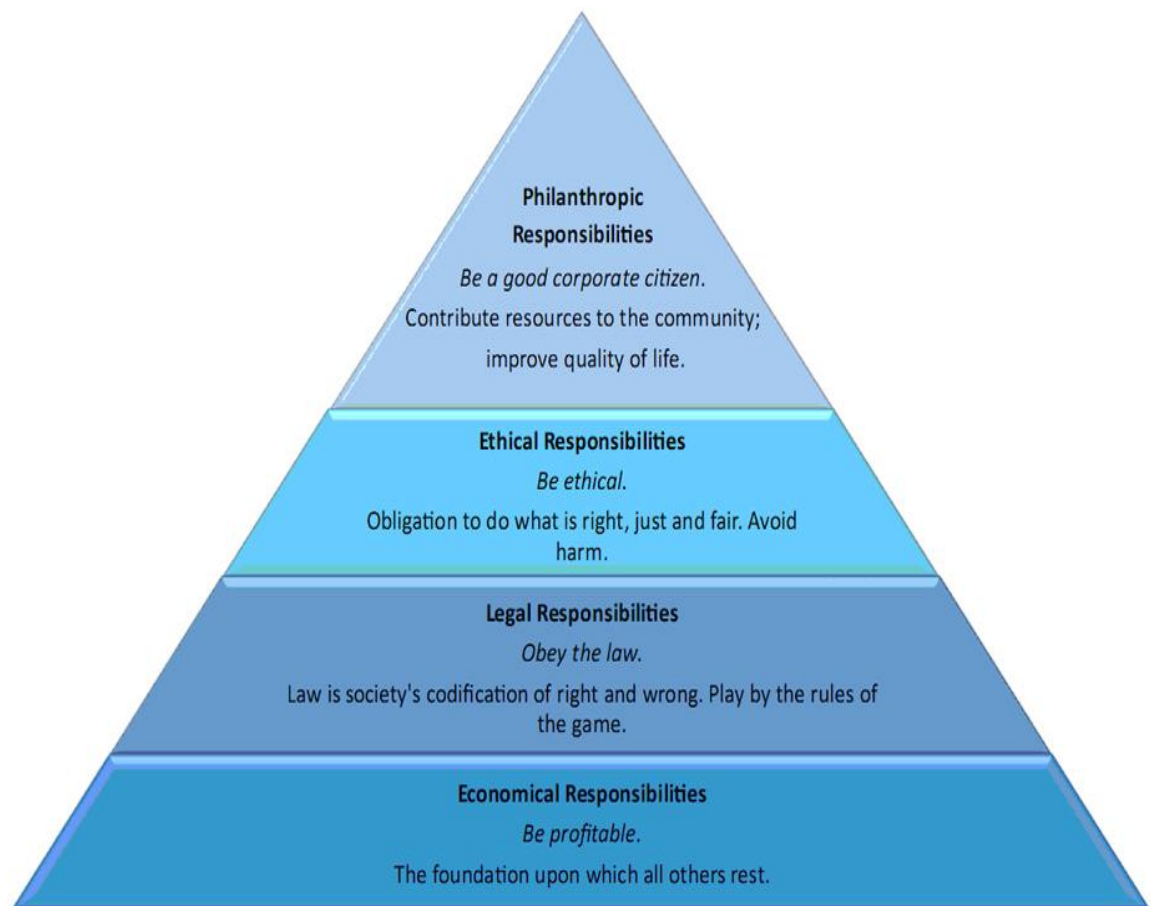 Philanthropic
Responsibilities
Be a good corporate citizen.
Contribute resources to the community;
improve quality of life.
Ethical Responsibilities
Be ethical.
Obligation to do what is right, just and fair. Avoid
harm.
Legal Responsibilities
Obey the law.
Law is society's codification of right and wrong. Play by the rules of
the game.
Economical Responsibilities
Be profitable.
The foundation upon which all others rest.